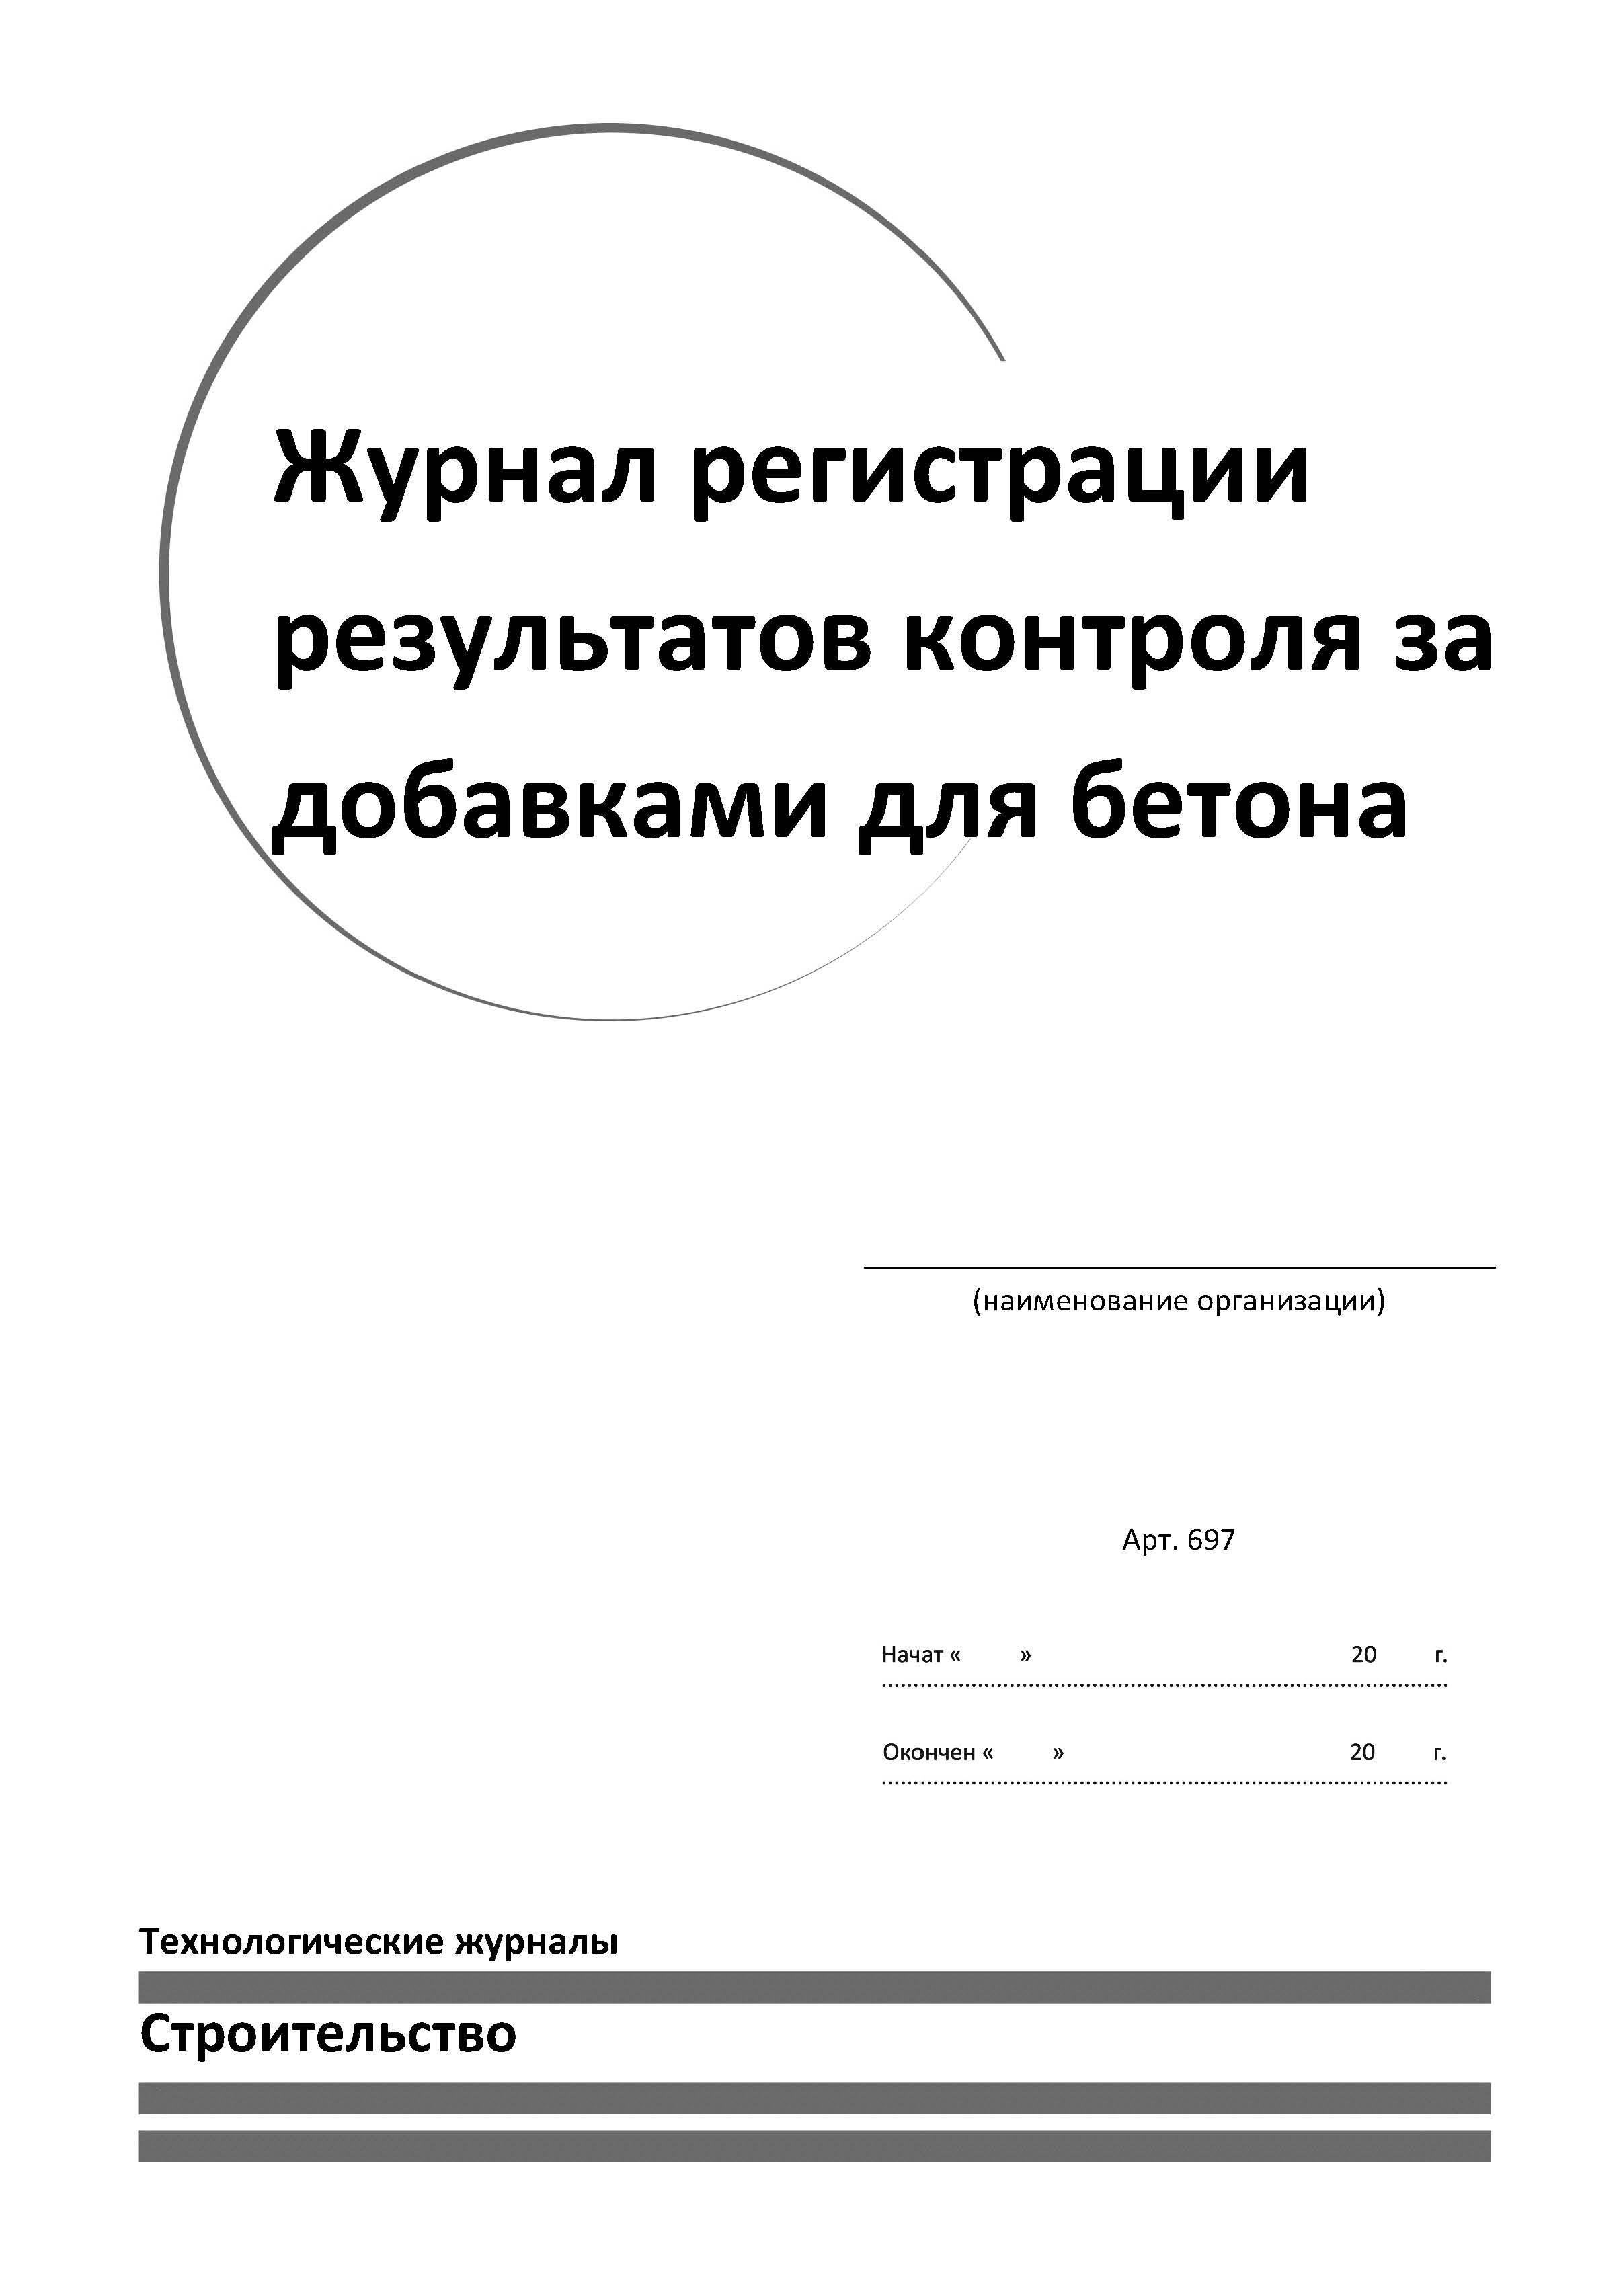 Журнал регистрации
результатов контроля за
добавками для бетона
(наименование организации)
Арт. 697
Начат « » 20 г.
Окончен « » 20 г.
Технологические журналы
Строительство